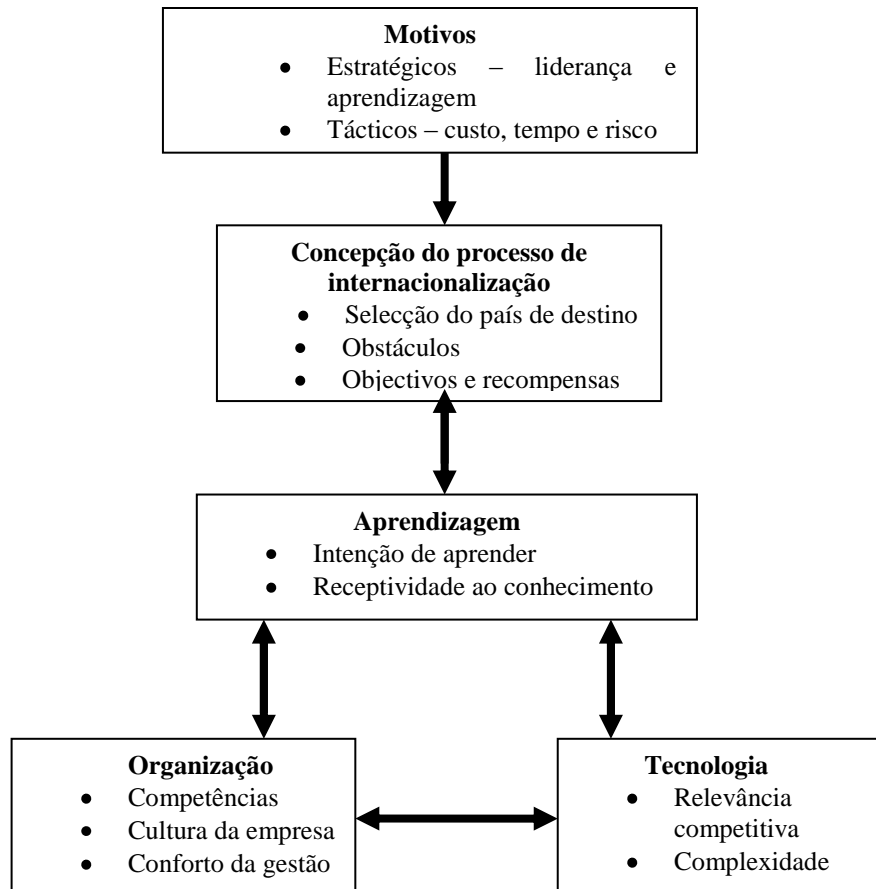 Motivos
• Estratégicos – liderança e
aprendizagem
• Tácticos – custo, tempo e risco
Concepção do processo de
internacionalização
• Selecção do país de destino
• Obstáculos
• Objectivos e recompensas
Aprendizagem
• Intenção de aprender
• Receptividade ao conhecimento
Organização
• Competências
• Cultura da empresa
• Conforto da gestão
Tecnologia
• Relevância
competitiva
• Complexidade